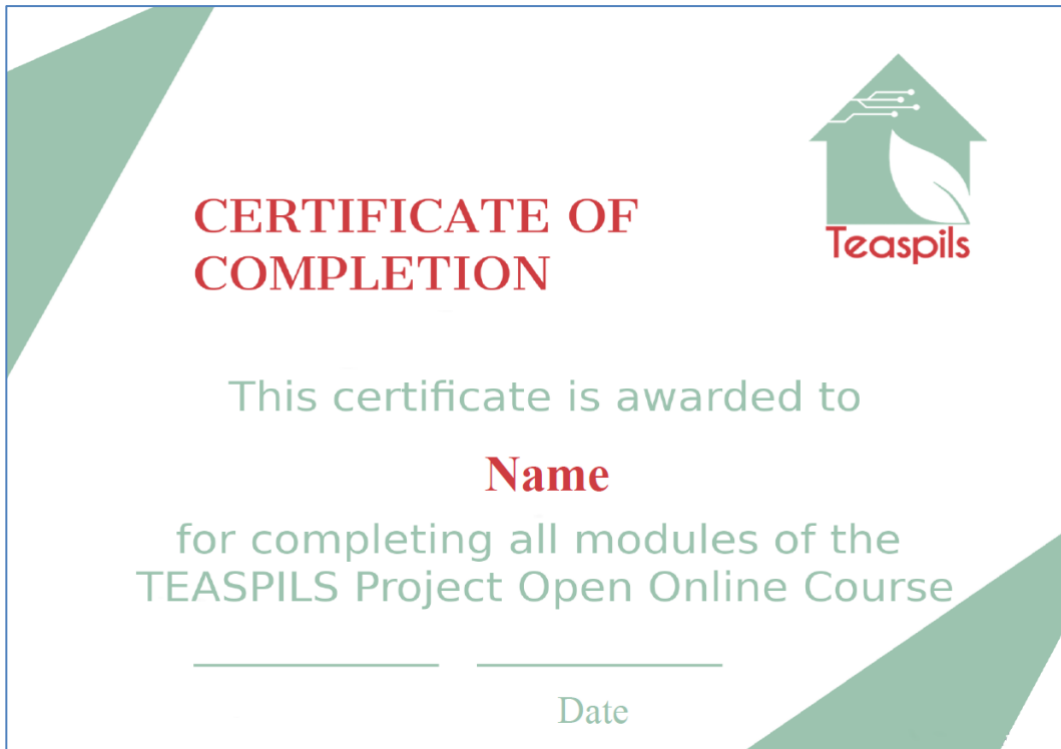 Teaspils
CERTIFICATE OF
COMPLETION
This certificate is awarded to
Name
for completing all modules of the
TEASPILS Project Open Online Course
Date